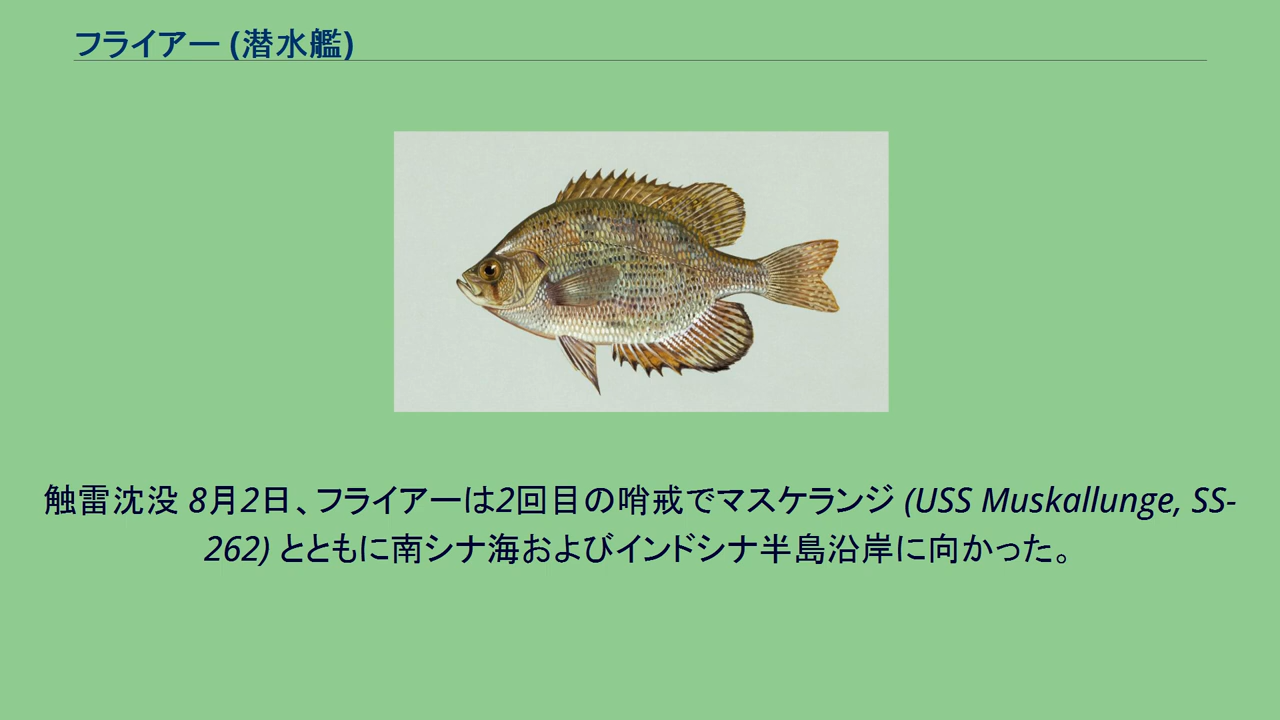 フライアー (潜水艦)
触雷沈没 8月2日、フライアーは2回目の哨戒でマスケランジ (USS Muskallunge, SS-
262) とともに南シナ海およびインドシナ半島沿岸に向かった。